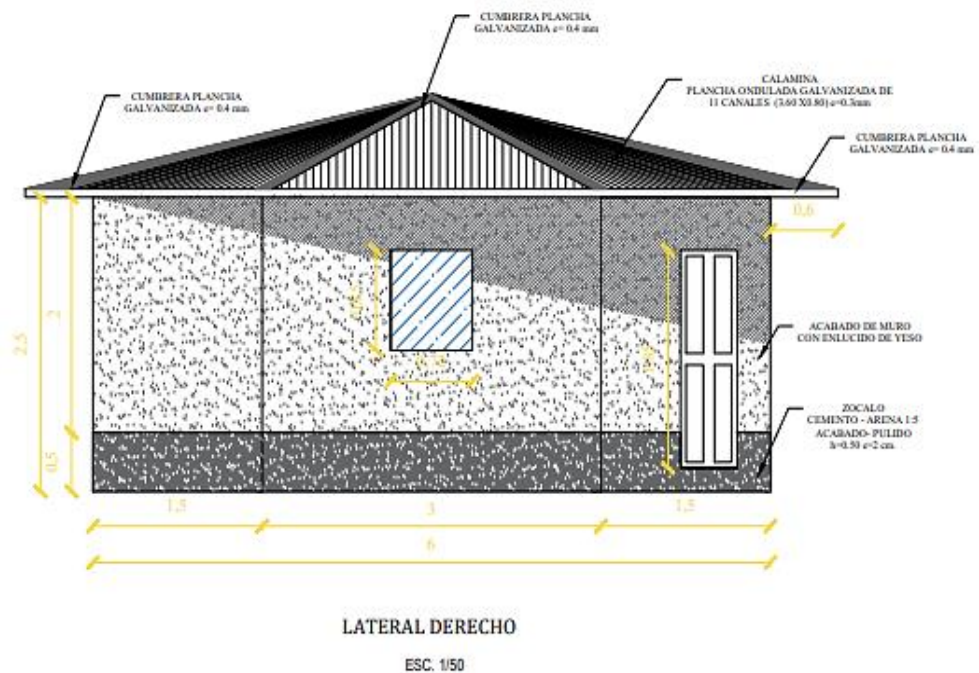 CUMBRERA PLANCHA
GALVANIZADA e= 0.4 mm
CUMBRERA PLANCHA
GALVANIZADA e= 0.4 mm
CALAMINA
PLANCHA ONDULADA GALVANIZADA DE
11 CANALES (3.60 X0.80) e=0.3mm
CUMBRERA PLANCHA
GALVANIZADA e= 0.4 mm
0,6
2,5
2
0,5
ACABADO DE MURO
CON ENLUCIDO DE YESO
ZOCALO
CEMENTO - ARENA 1:5
ACABADO- PULIDO
h=0.50 e=2 cm
1,5
3
1,5
6
LATERAL DERECHO
ESC. 1/50